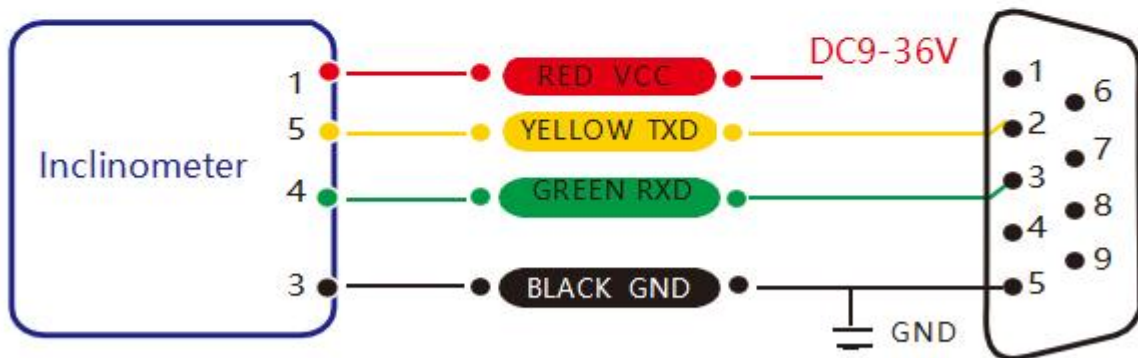 DC9-36V
1 RED VCC 1
6
5 YELLOW TXD 2
Inclinometer
7
4 GREEN RXD 3
8
4
9
3 BLACK GND 5
GND